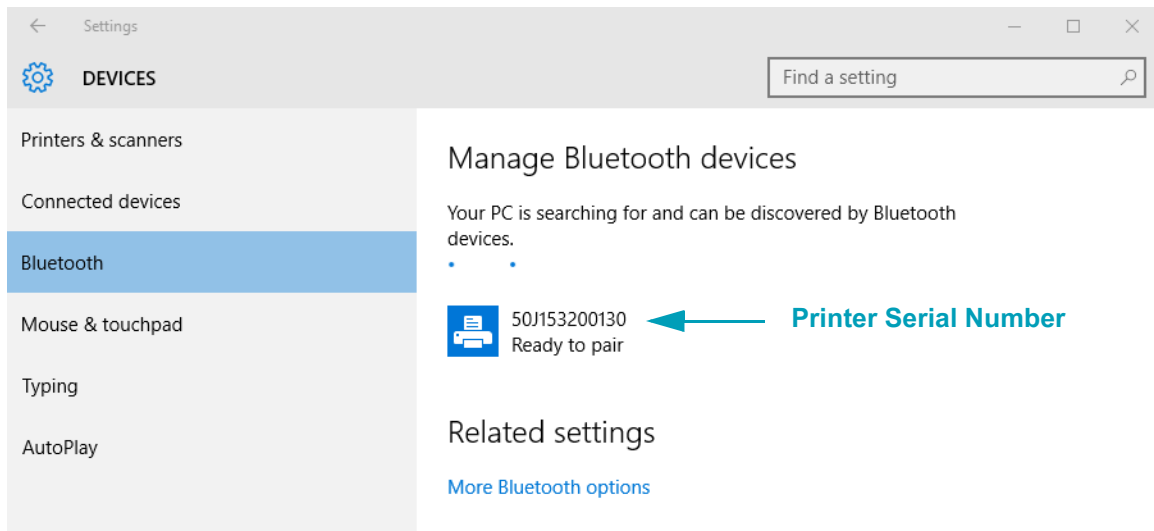 Settings
DEVICES
Find a setting
Printers & scanners
Connected devices
Bluetooth
Mouse & touchpad
Typing
AutoPlay
Manage Bluetooth devices
Your PC is searching for and can be discovered by Bluetooth
devices.
50J153200130
Ready to pair
Printer Serial Number
Related settings
More Bluetooth options